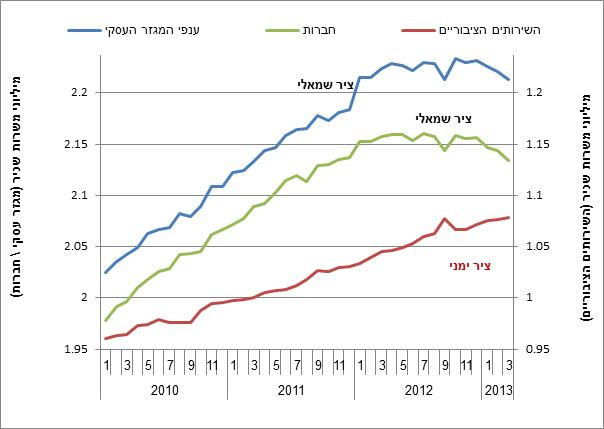 ענפי המגזר העסקי חברות השירותים הציבוריים
מיליוני משרות שכיר (מגזר עסקי \ חברות)
מיליוני משרות שכיר (השירותים הציבוריים)
ציר שמאלי
ציר שמאלי
ציר ימני
2.2 1.2
2.15 1.15
2.1 1.1
2.05 1.05
2 1
1.95 0.95
1 3 5 7 9 11 1 3 5 7 9 11 1 3 5 7 9 11 1 3
2010 2011 2012 2013